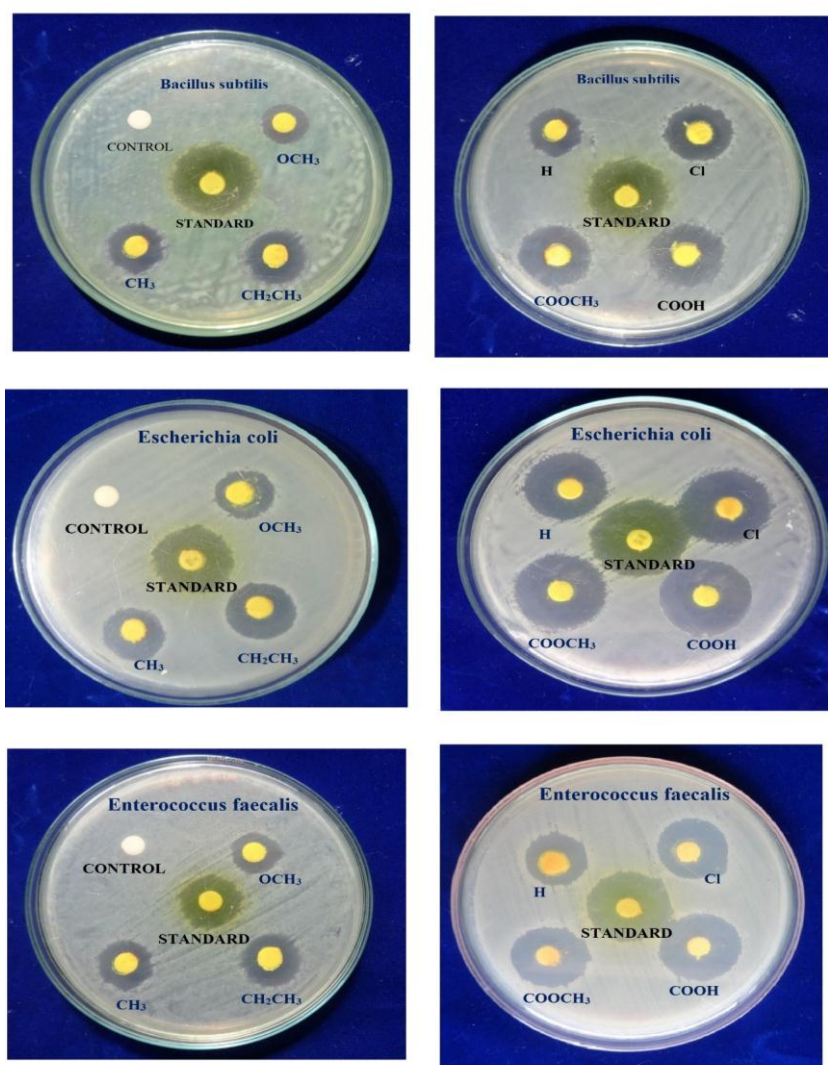 Bacillus subtilis
CONTROL
OCH₃
STANDARD
CH₃
CH₂CH₃
Bacillus subtilis
H
Cl
STANDARD
COOCH₃
COOH
Escherichia coli
CONTROL
OCH₃
STANDARD
CH₃
CH₂CH₃
Escherichia coli
H
Cl
STANDARD
COOCH₃
COOH
Enterococcus faecalis
CONTROL
OCH₃
STANDARD
CH₃
CH₂CH₃
Enterococcus faecalis
H
Cl
STANDARD
COOCH₃
COOH